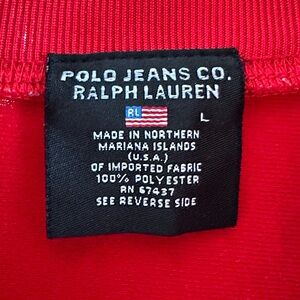 POLO JEANS CO.
RALPH LAUREN
RL
L
MADE IN NORTHERN
MARIANA ISLANDS
(U.S.A.)
OF IMPORTED FABRIC
100% POLYESTER
RN 67437
SEE REVERSE SIDE